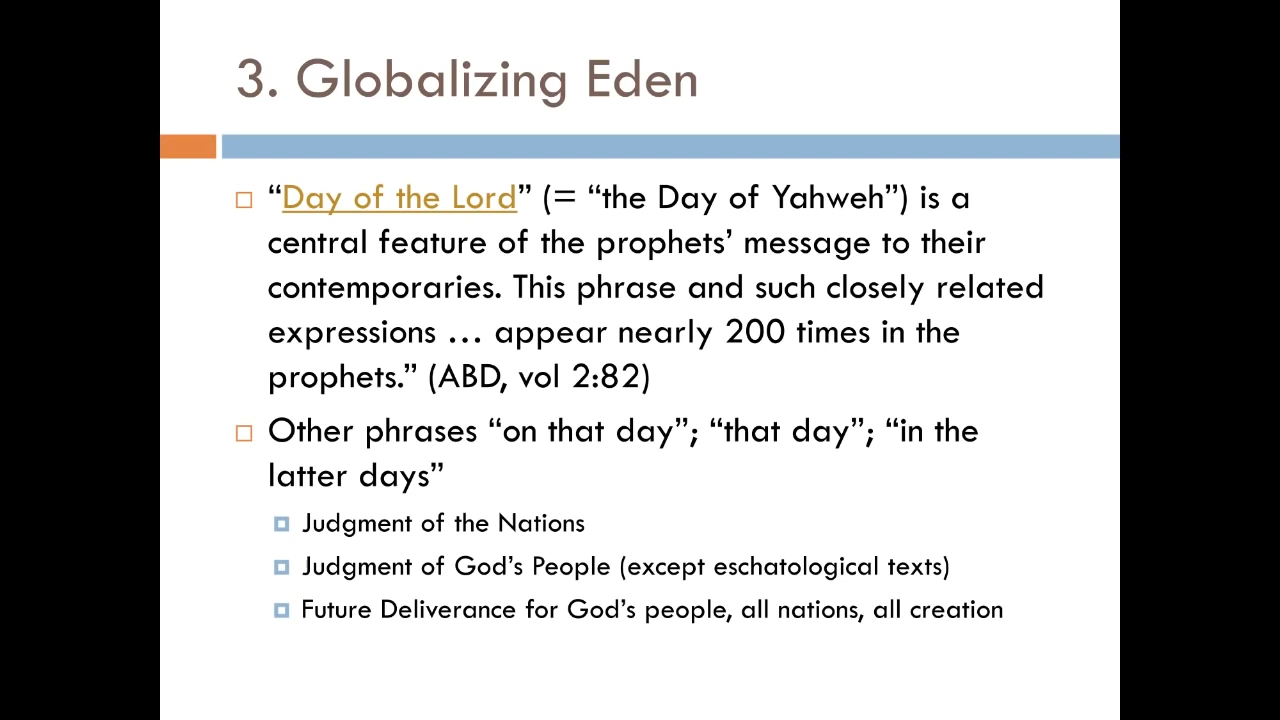 3. Globalizing Eden
“Day of the Lord” (= “the Day of Yahweh”) is a
central feature of the prophets’ message to their
contemporaries. This phrase and such closely related
expressions … appear nearly 200 times in the
prophets.” (ABD, vol 2:82)
Other phrases “on that day”; “that day”; “in the
latter days”
Judgment of the Nations
Judgment of God’s People (except eschatological texts)
Future Deliverance for God’s people, all nations, all creation